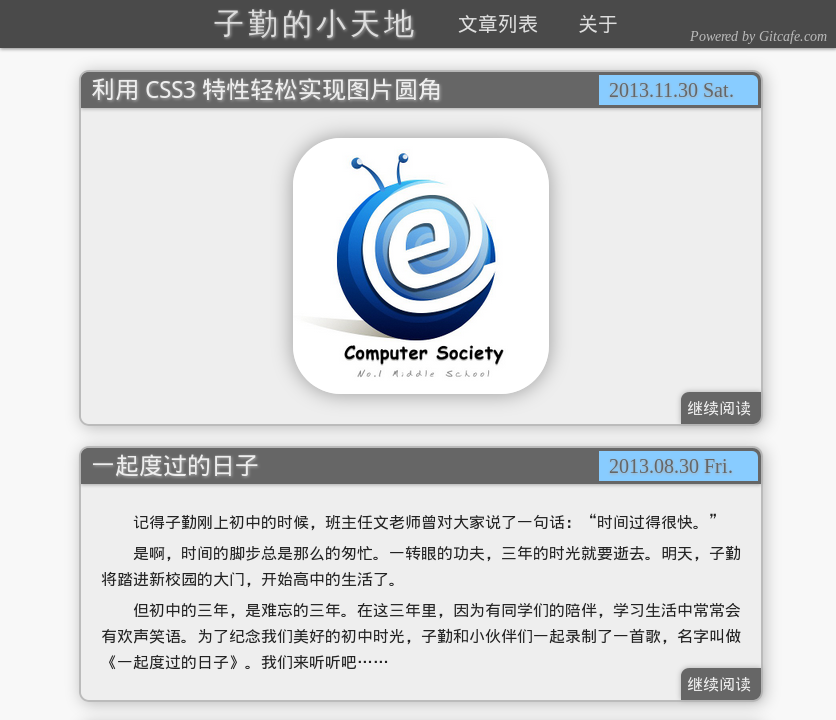 子勤的小天地 文章列表 关于
Powered by Gitcafe.com
利用 CSS3 特性轻松实现图片圆角 2013.11.30 Sat.
Computer Society
No.1 Middle School
继续阅读
一起度过的日子 2013.08.30 Fri.
记得子勤刚上初中的时候，班主任文老师曾对大家说了一句话：“时间过得很快。”
是啊，时间的脚步总是那么的匆忙。一转眼的功夫，三年的时光就要逝去。明天，子勤
将踏进新校园的大门，开始高中的生活了。
但初中的三年，是难忘的三年。在这三年里，因为有同学们的陪伴，学习生活中常常会
有欢声笑语。为了纪念我们美好的初中时光，子勤和小伙伴们一起录制了一首歌，名字叫做
《一起度过的日子》。我们来听听吧……
继续阅读